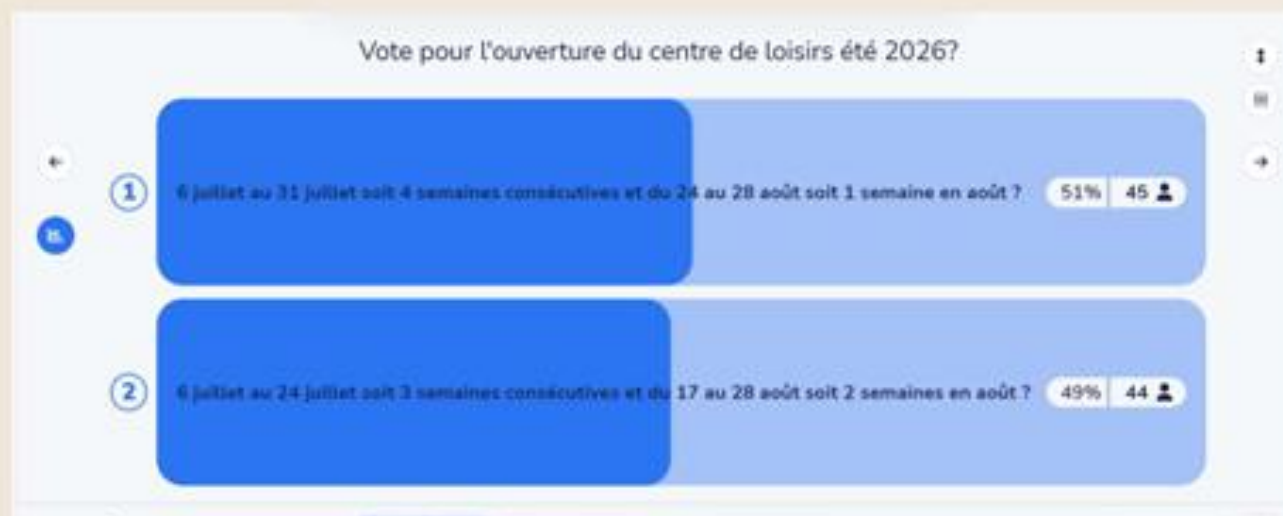 Vote pour l'ouverture du centre de loisirs été 2026?
1
6 juillet au 31 juillet soit 4 semaines consécutives et du 24 au 28 août soit 1 semaine en août ?
51% 45
2
6 juillet au 24 juillet soit 3 semaines consécutives et du 17 au 28 août soit 2 semaines en août ?
49% 44